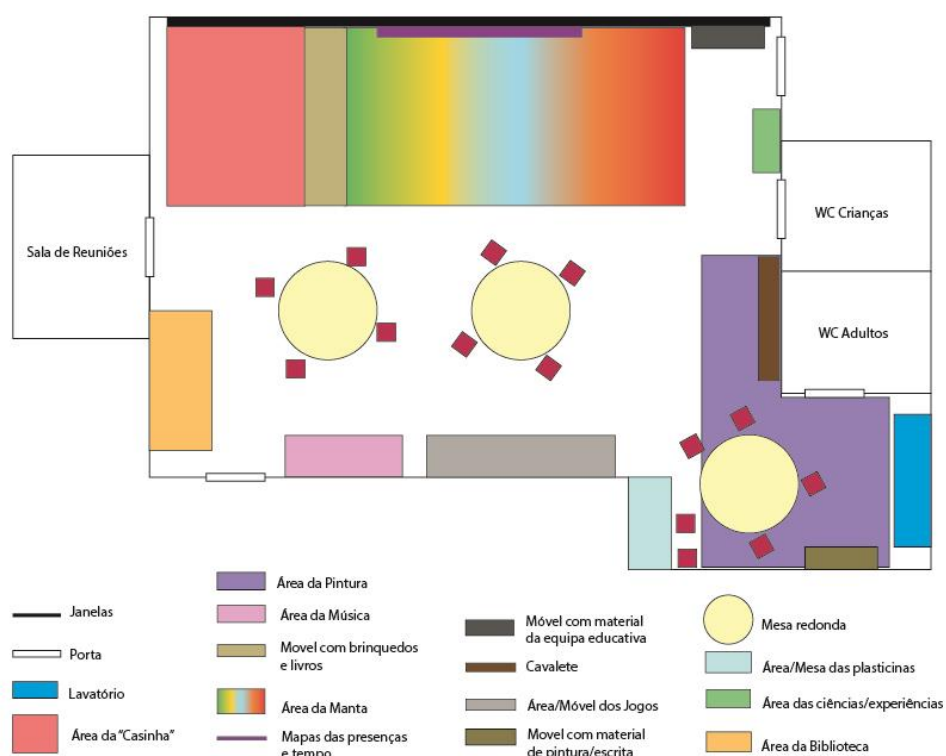 Sala de Reuniões
WC Crianças
WC Adultos
Janelas
Porta
Lavatório
Área da "Casinha"
Área da Pintura
Área da Música
Movel com brinquedos
e livros
Área da Manta
Mapas das presenças
e tempo
Móvel com material
da equipa educativa
Cavalete
Área/Móvel dos Jogos
Movel com material
de pintura/escrita
Mesa redonda
Área/Mesa das plasticinas
Área das ciências/experiências
Área da Biblioteca